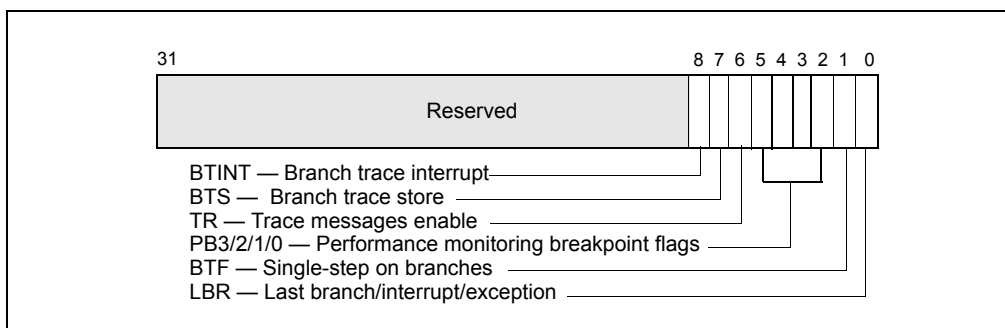 31 8 7 6 5 4 3 2 1 0
Reserved
BTINT — Branch trace interrupt
BTS — Branch trace store
TR — Trace messages enable
PB3/2/1/0 — Performance monitoring breakpoint flags
BTF — Single-step on branches
LBR — Last branch/interrupt/exception